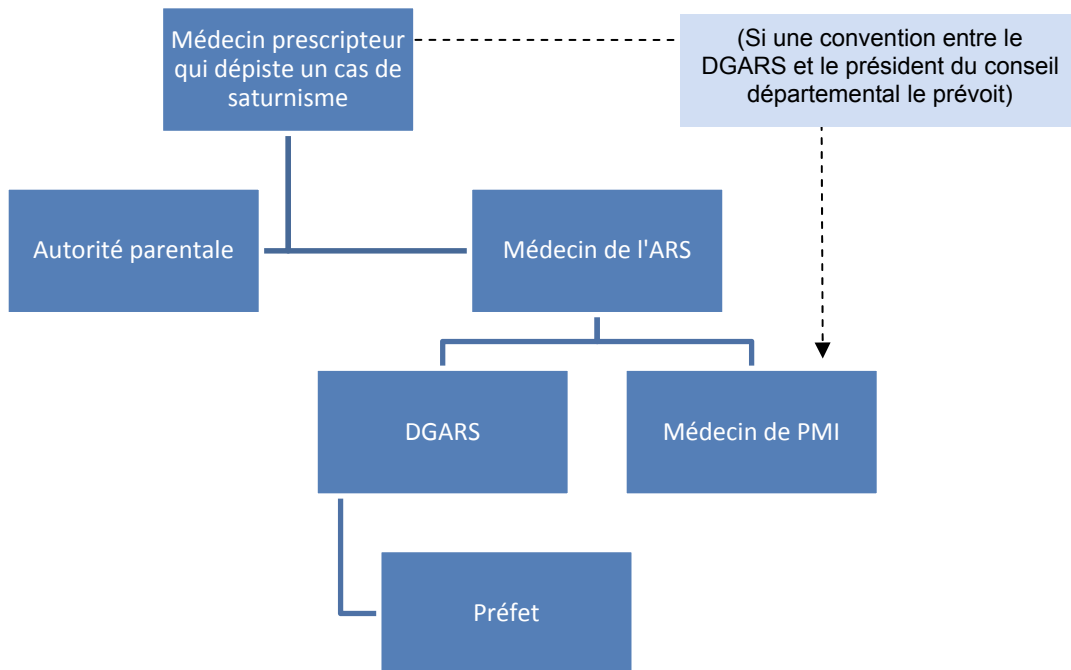 Médecin prescripteur
qui dépiste un cas de
saturnisme
(Si une convention entre le
DGARS et le président du conseil
départemental le prévoit)
Autorité parentale
Médecin de l'ARS
DGARS
Médecin de PMI
Préfet